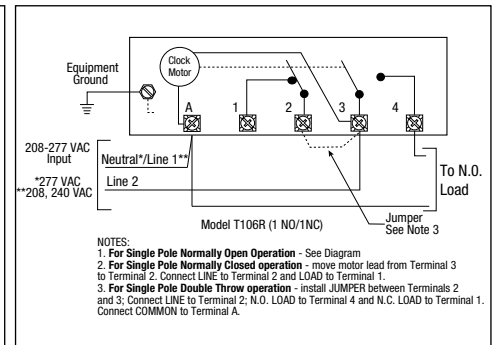 Equipment
Ground
Clock
Motor
A
1
2
3
4
208-277 VAC
Input
*277 VAC
**208, 240 VAC
Neutral*/Line 1**
Line 2
To N.O.
Load
Model T106R (1 NO/1NC)
Jumper
See Note 3
NOTES:
1. For Single Pole Normally Open Operation - See Diagram
2. For Single Pole Normally Closed operation - move motor lead from Terminal 3
to Terminal 2. Connect LINE to Terminal 2 and LOAD to Terminal 1.
3. For Single Pole Double Throw operation - install JUMPER between Terminals 2
and 3; Connect LINE to Terminal 2; N.O. LOAD to Terminal 4 and N.C. LOAD to Terminal 1.
Connect COMMON to Terminal A.